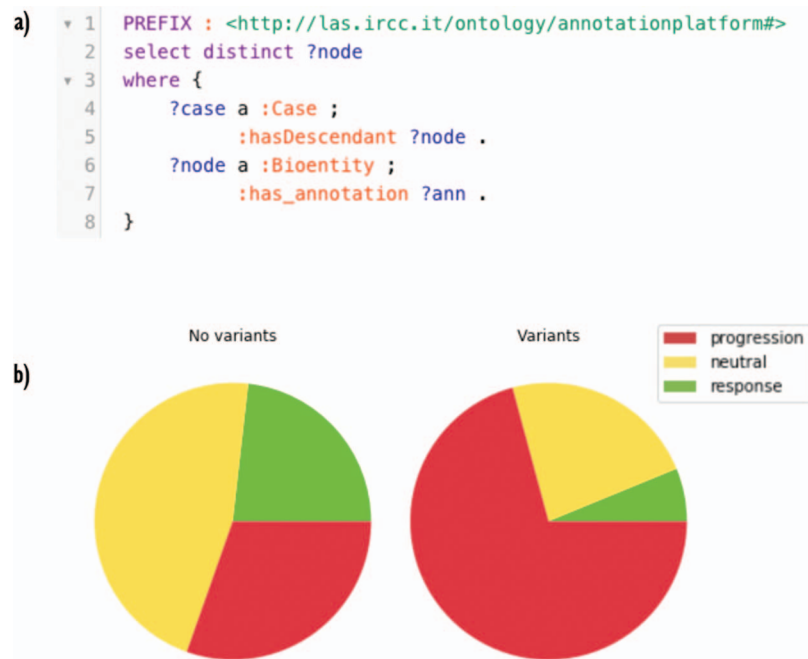 a)
1 PREFIX : <http://las.ircc.it/ontology/annotationplatform#>
2 select distinct ?node
3 where {
4 ?case a :Case ;
5 :hasDescendant ?node .
6 ?node a :Bioentity ;
7 :has_annotation ?ann .
8 }
b)
No variants
Variants
progression
neutral
response